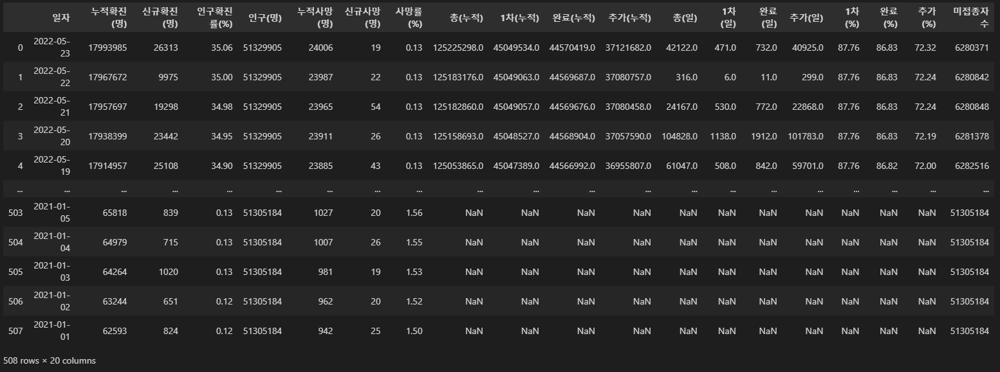 일자 누적확진(명) 신규확진(명) 인구확진률(%) 인구(명) 누적사망(명) 신규사망(명) 사망률(%) 총(누적) 1차(누적) 완료(누적) 추가(누적) 총(일) 1차(일) 완료(일) 추가(일) 1차(%) 완료(%) 추가(%) 미접종자수
0 2022-05-23 17993985 26313 35.06 51329905 24006 19 0.13 125225298.0 45049534.0 44570419.0 37121682.0 42122.0 471.0 732.0 40925.0 87.76 86.83 72.32 6280371
1 2022-05-22 17967672 9975 35.00 51329905 23987 22 0.13 125183176.0 45049063.0 44569687.0 37080757.0 316.0 6.0 11.0 299.0 87.76 86.83 72.24 6280842
2 2022-05-21 17957697 19298 34.98 51329905 23965 54 0.13 125182860.0 45049057.0 44569676.0 37080458.0 24167.0 530.0 772.0 22868.0 87.76 86.83 72.24 6280848
3 2022-05-20 17938399 23442 34.95 51329905 23911 26 0.13 125158693.0 45048527.0 44568904.0 37057590.0 104828.0 1138.0 1912.0 101783.0 87.76 86.83 72.19 6281378
4 2022-05-19 17914957 25108 34.90 51329905 23885 43 0.13 125053865.0 45047389.0 44566992.0 36955807.0 61047.0 508.0 842.0 59701.0 87.76 86.82 72.00 6282516
... ... ... ... ... ... ... ... ... ... ... ... ... ... ... ... ... ... ... ... ...
503 2021-01-05 65818 839 0.13 51305184 1027 20 1.56 NaN NaN NaN NaN NaN NaN NaN NaN NaN NaN NaN 51305184
504 2021-01-04 64979 715 0.13 51305184 1007 26 1.55 NaN NaN NaN NaN NaN NaN NaN NaN NaN NaN NaN 51305184
505 2021-01-03 64264 1020 0.13 51305184 981 19 1.53 NaN NaN NaN NaN NaN NaN NaN NaN NaN NaN NaN 51305184
506 2021-01-02 63244 651 0.12 51305184 962 20 1.52 NaN NaN NaN NaN NaN NaN NaN NaN NaN NaN NaN 51305184
507 2021-01-01 62593 824 0.12 51305184 942 25 1.50 NaN NaN NaN NaN NaN NaN NaN NaN NaN NaN NaN 51305184
508 rows × 20 columns